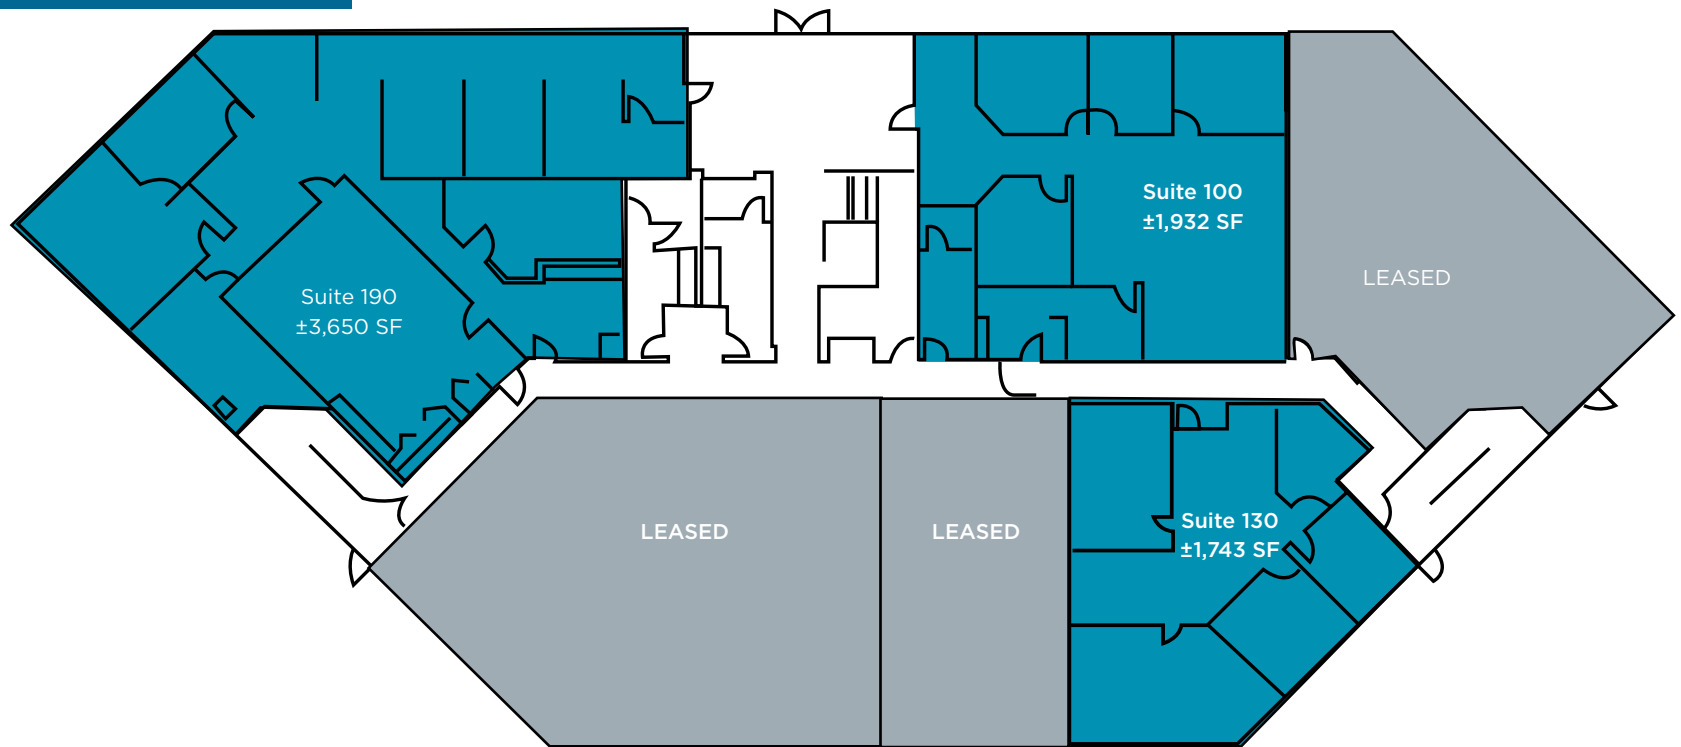 Suite 100
±1,932 SF
LEASED
Suite 190
±3,650 SF
LEASED
LEASED
Suite 130
±1,743 SF